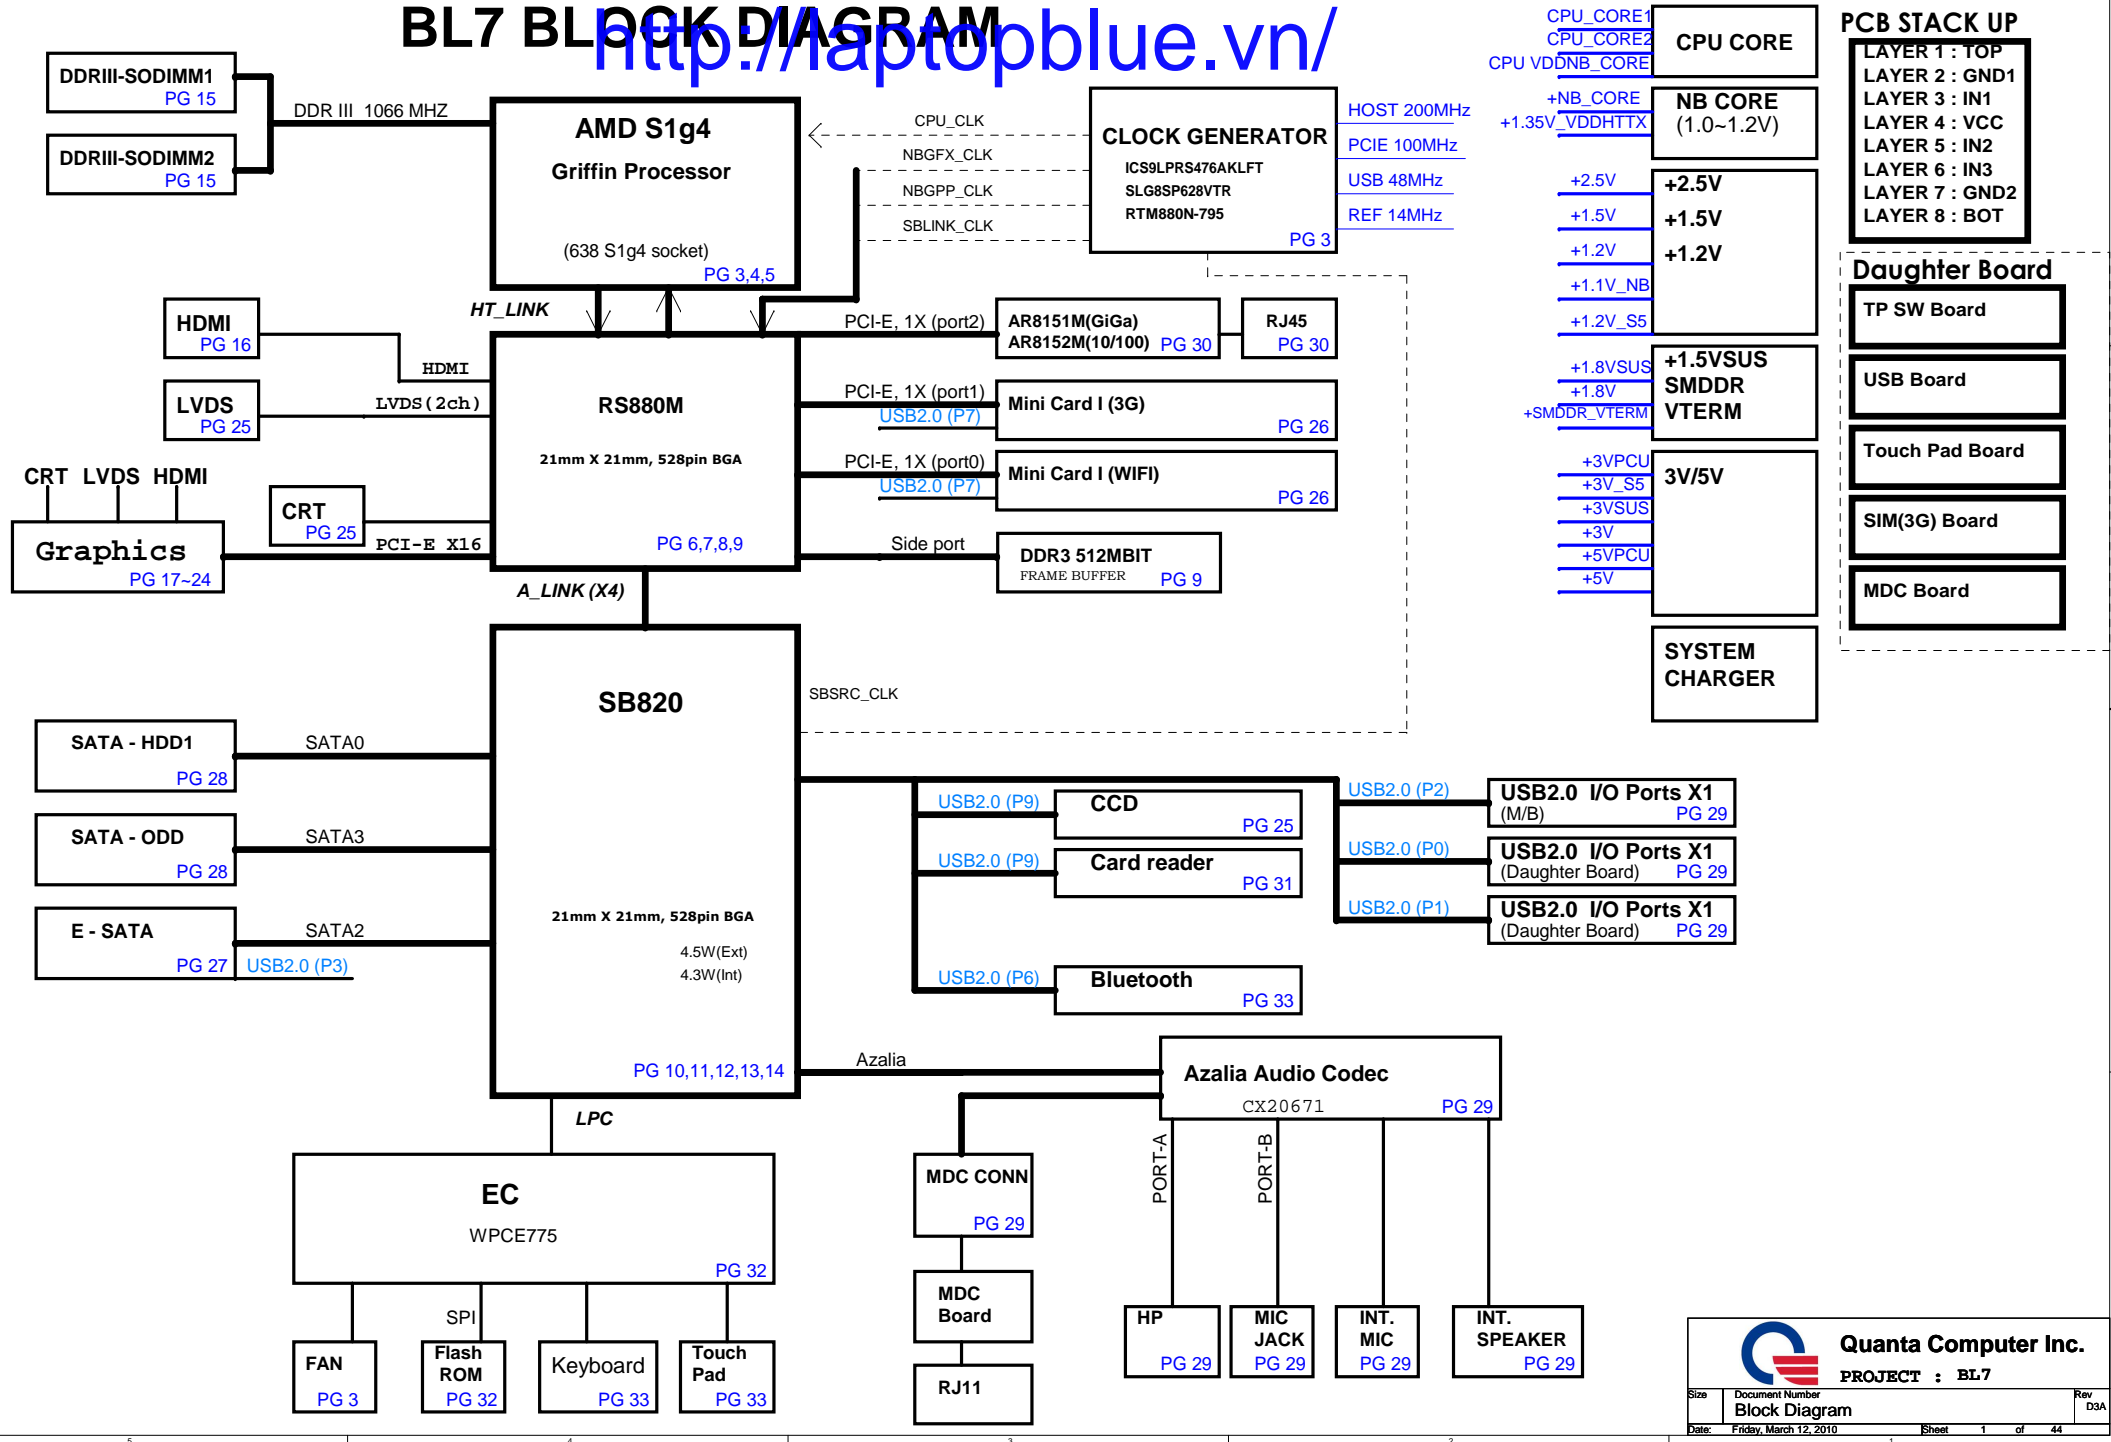 BL7 BLOCK DIAGRAM
http://laptopblue.vn/
DDRIII-SODIMM1
PG 15
DDRIII-SODIMM2
PG 15
DDR III 1066 MHZ
AMD S1g4
Griffin Processor
(638 S1g4 socket)
PG 3,4,5
CPU_CLK
NBGFX_CLK
NBGPP_CLK
SBLINK_CLK
CLOCK GENERATOR
ICS9LPRS476AKLFT
SLG8SP628VTR
RTM880N-795
PG 3
HOST 200MHz
PCIE 100MHz
USB 48MHz
REF 14MHz
HT_LINK
HDMI
PG 16
HDMI
LVDS
PG 25
LVDS(2ch)
CRT LVDS HDMI
Graphics
PG 17~24
CRT
PG 25
PCI-E X16
RS880M
21mm X 21mm, 528pin BGA
PG 6,7,8,9
PCI-E, 1X (port2)
AR8151M(GiGa)
AR8152M(10/100)
PG 30
RJ45
PG 30
PCI-E, 1X (port1)
USB2.0 (P7)
Mini Card I (3G)
PG 26
PCI-E, 1X (port0)
USB2.0 (P7)
Mini Card I (WIFI)
PG 26
Side port
DDR3 512MBIT
FRAME BUFFER
PG 9
A_LINK (X4)
SB820
21mm X 21mm, 528pin BGA
4.5W(Ext)
4.3W(Int)
PG 10,11,12,13,14
SBSRC_CLK
SATA - HDD1
PG 28
SATA0
SATA - ODD
PG 28
SATA3
E - SATA
PG 27
SATA2
USB2.0 (P3)
USB2.0 (P9)
CCD
PG 25
USB2.0 (P9)
Card reader
PG 31
USB2.0 (P6)
Bluetooth
PG 33
USB2.0 (P2)
USB2.0 I/O Ports X1
(M/B)
PG 29
USB2.0 (P0)
USB2.0 I/O Ports X1
(Daughter Board)
PG 29
USB2.0 (P1)
USB2.0 I/O Ports X1
(Daughter Board)
PG 29
Azalia
Azalia Audio Codec
CX20671
PG 29
LPC
EC
WPCE775
PG 32
SPI
FAN
PG 3
Flash
ROM
PG 32
Keyboard
PG 33
Touch
Pad
PG 33
MDC CONN
PG 29
MDC
Board
RJ11
PORT-A
PORT-B
HP
PG 29
MIC
JACK
PG 29
INT.
MIC
PG 29
INT.
SPEAKER
PG 29
CPU_CORE1
CPU_CORE2
CPU VDDNB_CORE
CPU CORE
+NB_CORE
+1.35V_VDDHTTX
NB CORE
(1.0~1.2V)
+2.5V
+1.5V
+1.2V
+1.1V_NB
+1.2V_S5
+2.5V
+1.5V
+1.2V
+1.8VSUS
+1.8V
+SMDDR_VTERM
+1.5VSUS
SMDDR
VTERM
+3VPCU
+3V_S5
+3VSUS
+3V
+5VPCU
+5V
3V/5V
SYSTEM
CHARGER
PCB STACK UP
LAYER 1 : TOP
LAYER 2 : GND1
LAYER 3 : IN1
LAYER 4 : VCC
LAYER 5 : IN2
LAYER 6 : IN3
LAYER 7 : GND2
LAYER 8 : BOT
Daughter Board
TP SW Board
USB Board
Touch Pad Board
SIM(3G) Board
MDC Board
Quanta Computer Inc.
PROJECT : BL7
Size
Document Number
Rev
Block Diagram
D3A
Date: Friday, March 12, 2010
Sheet 1 of 44
5 4 3 2 1